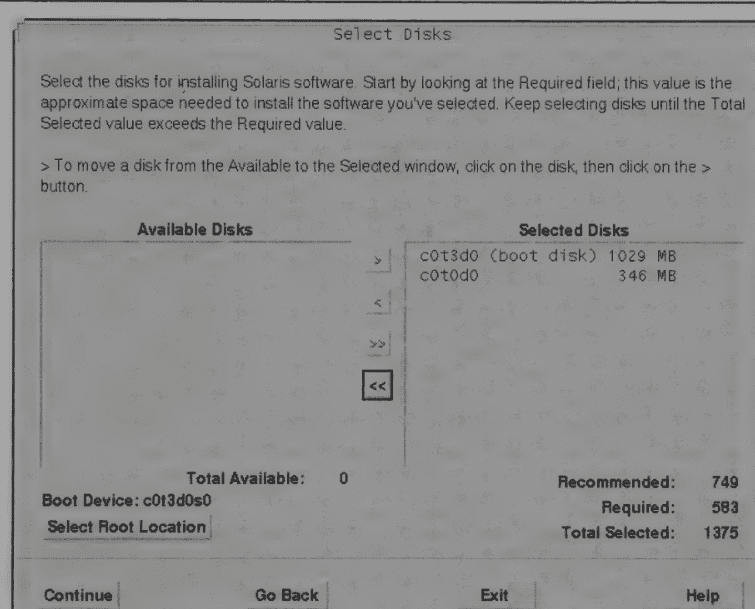 Select Disks
Select the disks for installing Solaris software. Start by looking at the Required field; this value is the
approximate space needed to install the software you've selected. Keep selecting disks until the Total
Selected value exceeds the Required value.
> To move a disk from the Available to the Selected window, click on the disk, then click on the >
button.
Available Disks
Selected Disks
>
<
>>
<<
c0t3d0 (boot disk) 1029 MB
c0t0d0 346 MB
Total Available: 0
Boot Device: c0t3d0s0
Select Root Location
Recommended: 749
Required: 583
Total Selected: 1375
Continue Go Back Exit Help